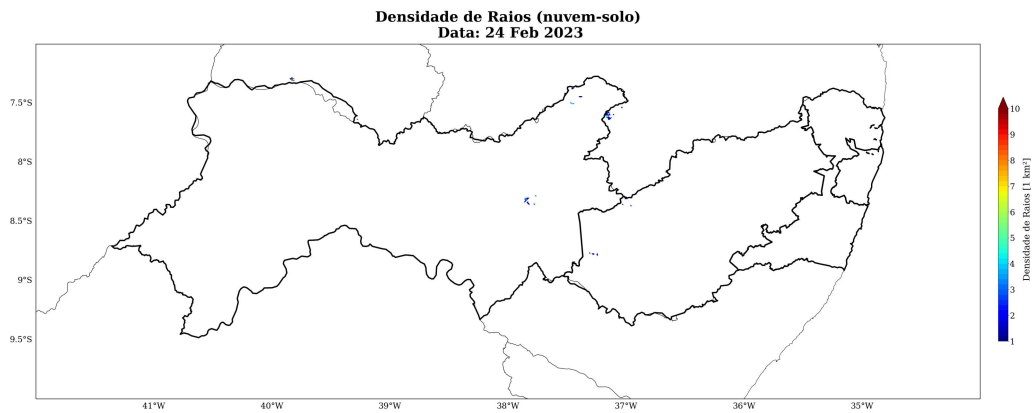 Densidade de Raios (nuvem-solo)
Data: 24 Feb 2023
7.5°S
8°S
8.5°S
9°S
9.5°S
41°W
40°W
39°W
38°W
37°W
36°W
35°W
10
9
8
7
6
5
4
3
2
1
Densidade de Raios [1 km²]